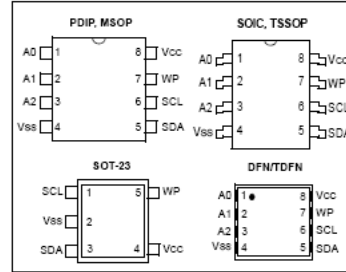 PDIP, MSOP
A0 1 8 Vcc
A1 2 7 WP
A2 3 6 SCL
Vss 4 5 SDA
SOIC, TSSOP
A0 1 8 Vcc
A1 2 7 WP
A2 3 6 SCL
Vss 4 5 SDA
SOT-23
SCL 1 5 WP
Vss 2
SDA 3 4 Vcc
DFN/TDFN
A0 1 8 Vcc
A1 2 7 WP
A2 3 6 SCL
Vss 4 5 SDA